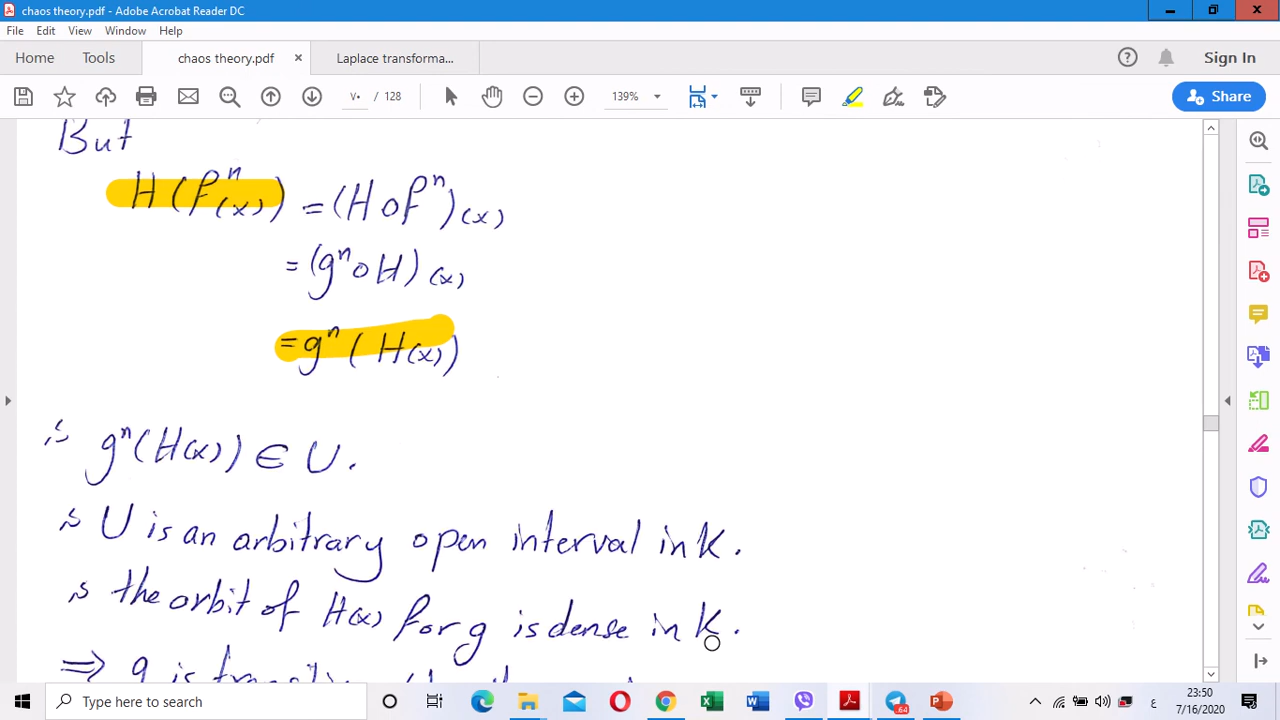 chaos theory.pdf - Adobe Acrobat Reader DC
File Edit View Window Help
Home Tools chaos theory.pdf × Laplace transforma... Sign In
/ 128 139% Share
But
H(f^n(x)) = (H∘f^n)(x)
= (g^n∘H)(x)
= g^n(H(x))
∴ g^n(H(x)) ∈ U.
∵ U is an arbitrary open interval in K.
∴ the orbit of H(x) for g is dense in K.
⇒ g is
Type here to search
.64
ع
23:50
7/16/2020